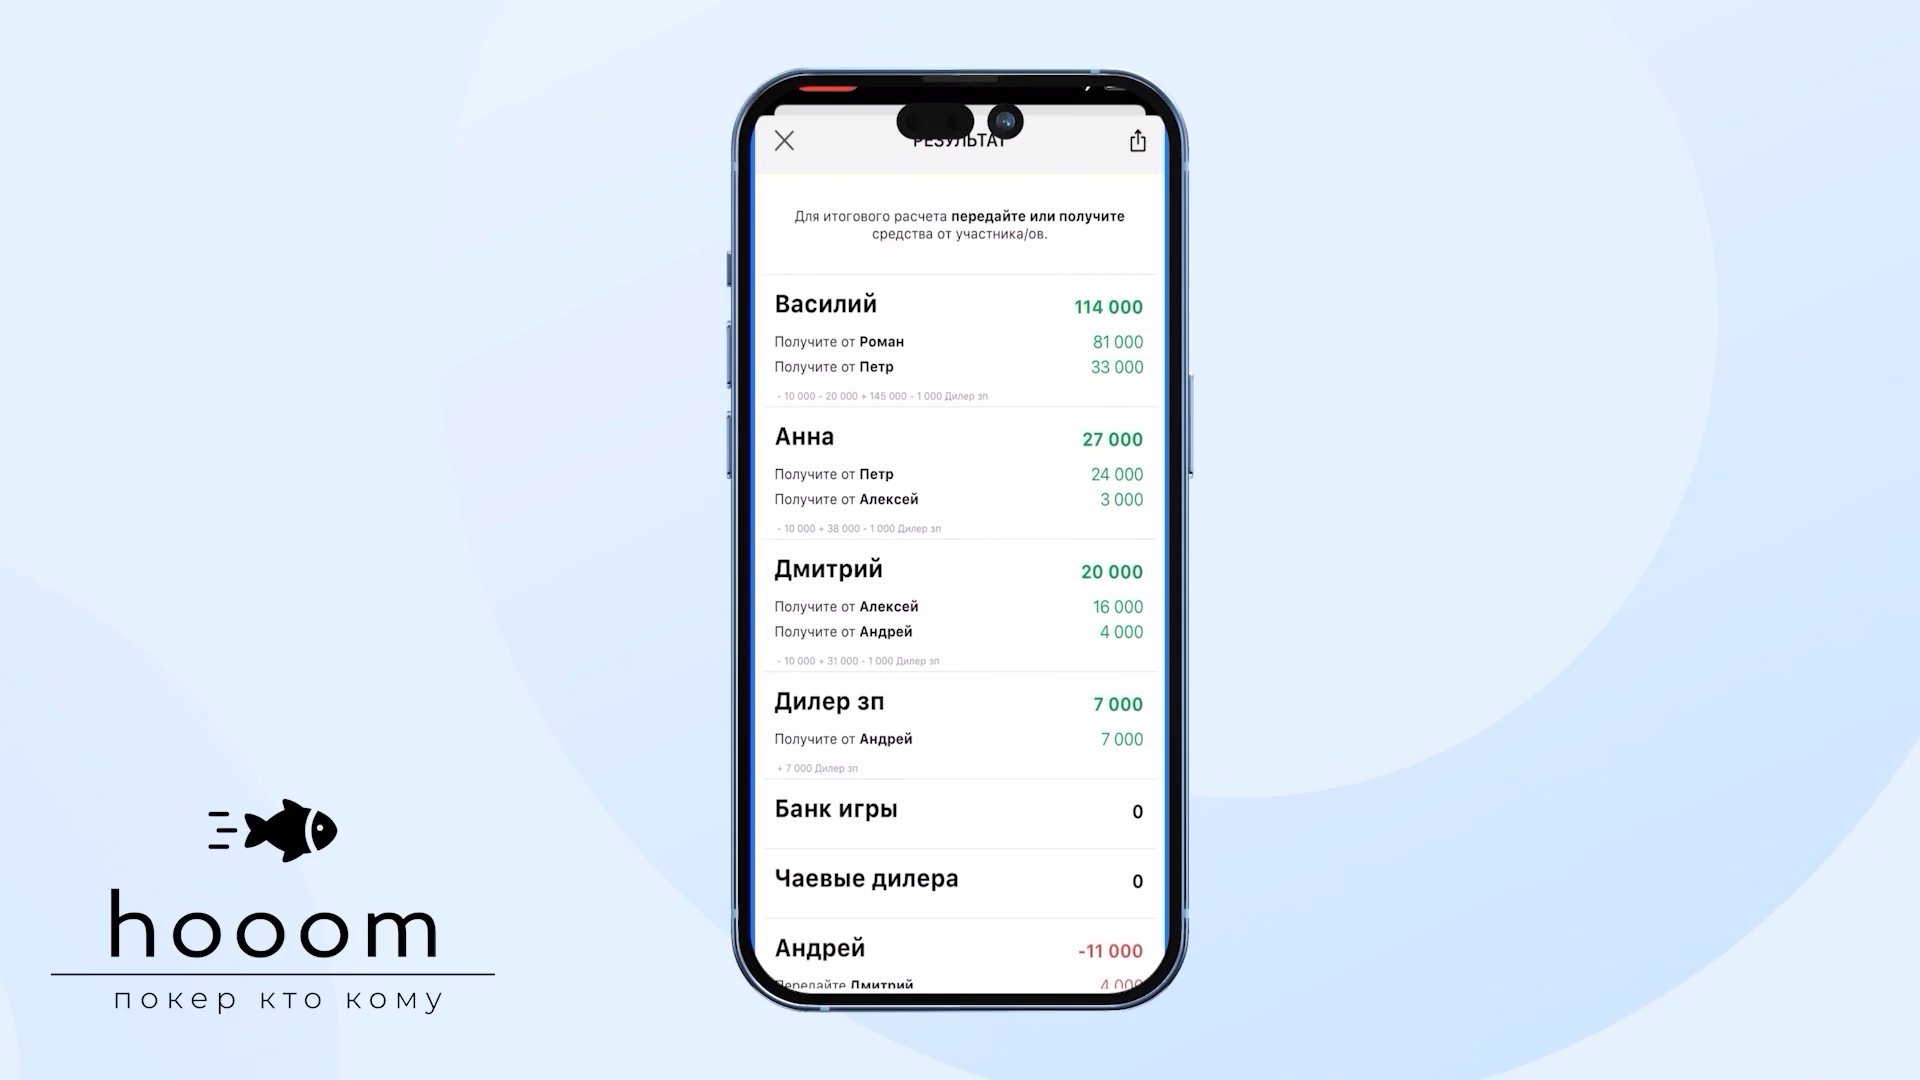 РЕЗУЛЬТАТ
Для итогового расчета передайте или получите
средства от участника/ов.
Василий 114 000
Получите от Роман 81 000
Получите от Петр 33 000
- 10 000 - 20 000 + 145 000 - 1 000 Дилер зп
Анна 27 000
Получите от Петр 24 000
Получите от Алексей 3 000
- 10 000 + 38 000 - 1 000 Дилер зп
Дмитрий 20 000
Получите от Алексей 16 000
Получите от Андрей 4 000
- 10 000 + 31 000 - 1 000 Дилер зп
Дилер зп 7 000
Получите от Андрей 7 000
+ 7 000 Дилер зп
Банк игры 0
Чаевые дилера 0
Андрей -11 000
Передайте Дмитрий 4 000
hooom
покер кто кому